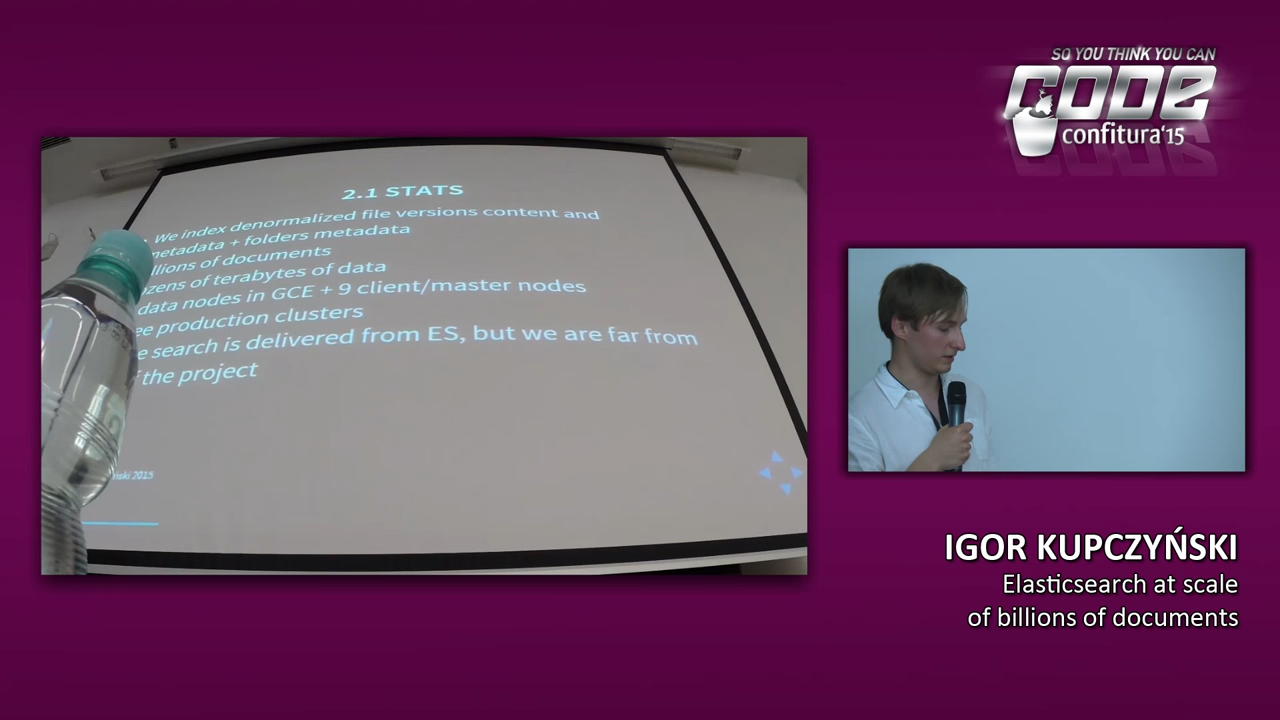 SO YOU THINK YOU CAN
CODE
confitura'15
2.1 STATS
We index denormalized file versions content and
metadata + folders metadata
of documents
of terabytes of data
data nodes in GCE + 9 client/master nodes
production clusters
search is delivered from ES, but we are far from
the project
2015
IGOR KUPCZYŃSKI
Elasticsearch at scale
of billions of documents